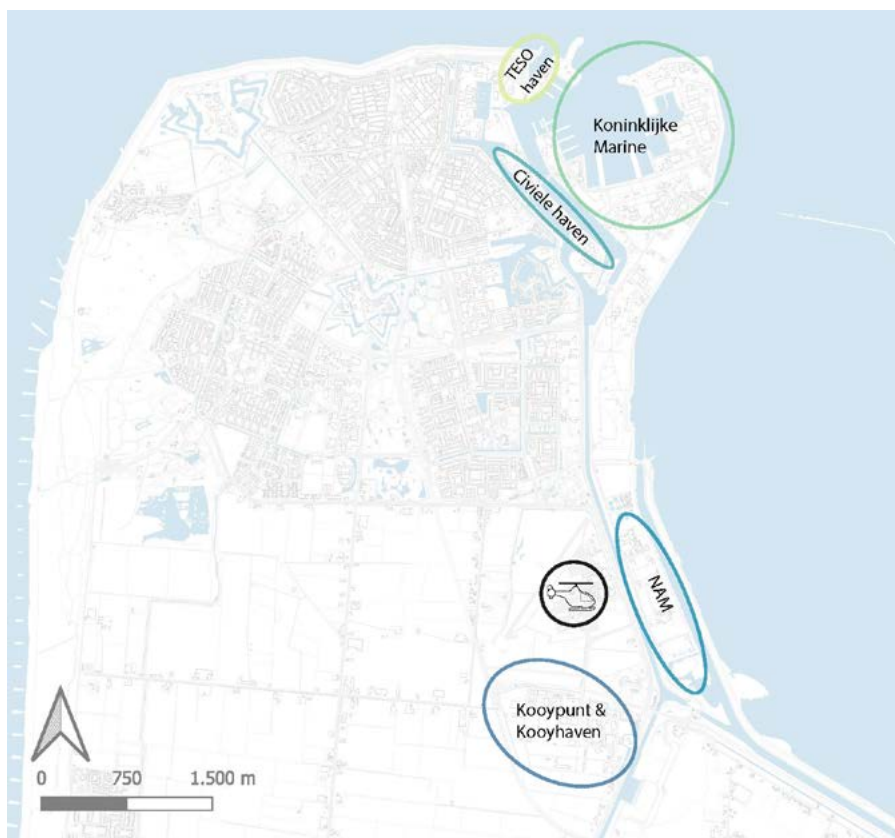 TESO
haven
Koninklijke
Marine
Civiele haven
NAM
Kooypunt &
Kooyhaven
0 750 1.500 m